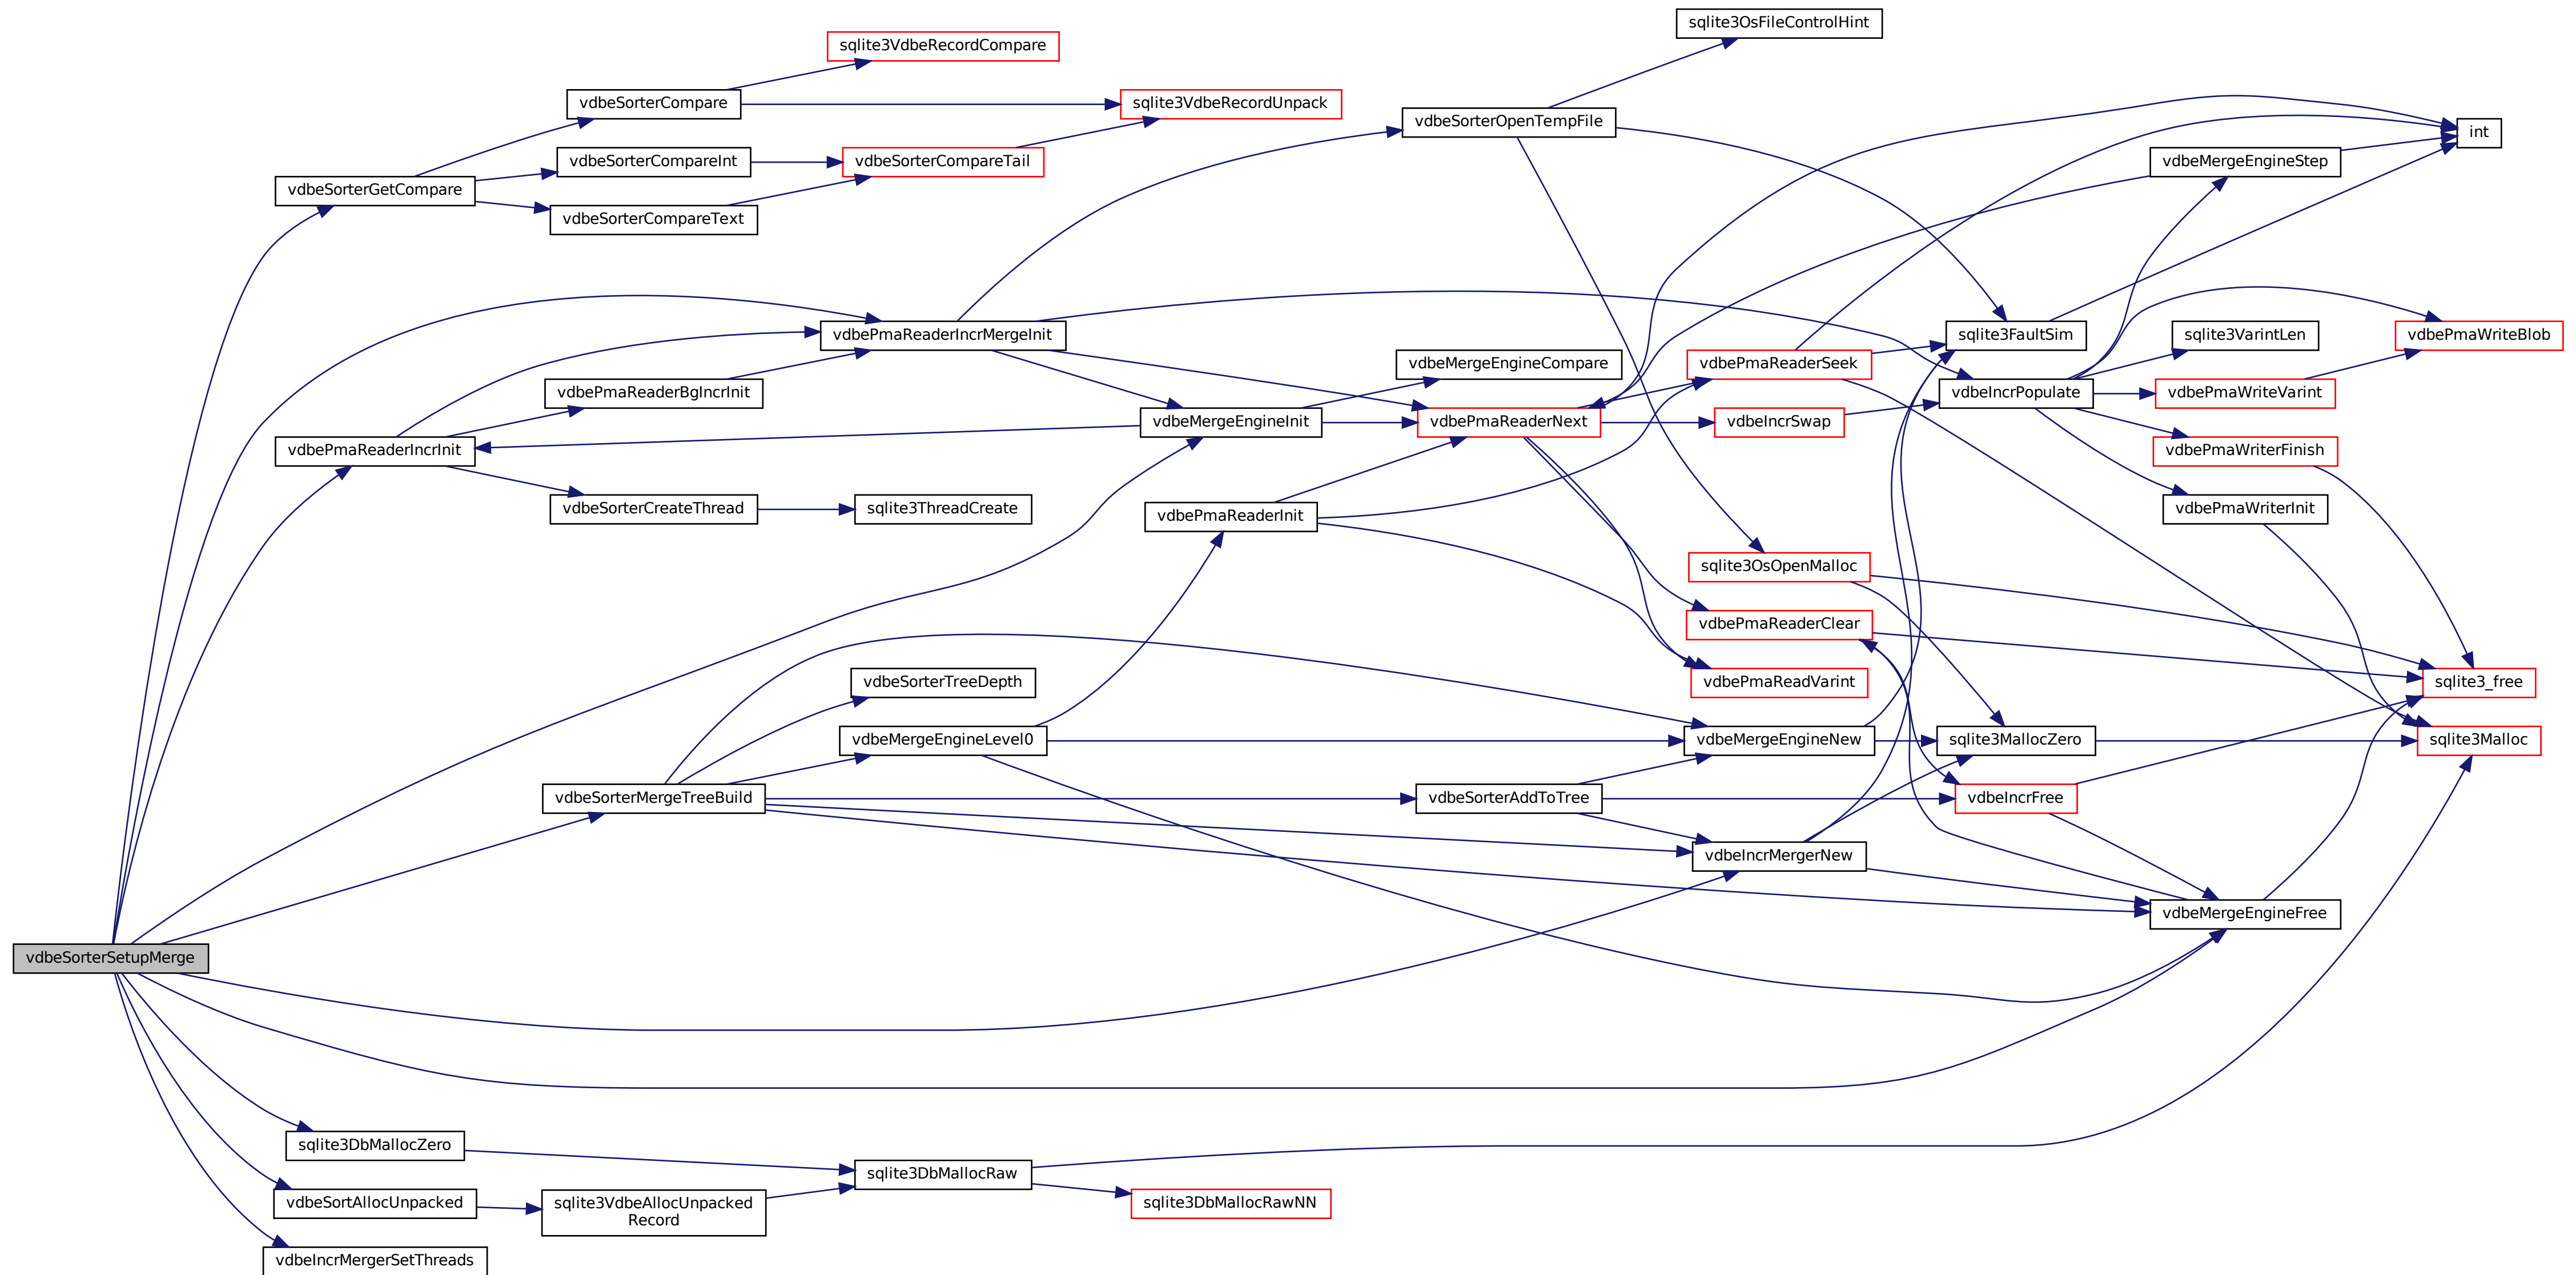 sqlite3OsFileControlHint
sqlite3VdbeRecordCompare
vdbeSorterCompare
sqlite3VdbeRecordUnpack
vdbeSorterOpenTempFile
int
vdbeSorterCompareInt
vdbeSorterCompareTail
vdbeMergeEngineStep
vdbeSorterGetCompare
vdbeSorterCompareText
vdbePmaReaderIncrMergeInit
sqlite3FaultSim
sqlite3VarintLen
vdbePmaWriteBlob
vdbeMergeEngineCompare
vdbePmaReaderSeek
vdbePmaReaderBgIncrInit
vdbeIncrPopulate
vdbePmaWriteVarint
vdbeMergeEngineInit
vdbePmaReaderNext
vdbeIncrSwap
vdbePmaReaderIncrInit
vdbePmaWriterFinish
vdbeSorterCreateThread
sqlite3ThreadCreate
vdbePmaReaderInit
vdbePmaWriterInit
sqlite3OsOpenMalloc
vdbePmaReaderClear
vdbeSorterTreeDepth
vdbePmaReadVarint
sqlite3_free
vdbeMergeEngineLevel0
vdbeMergeEngineNew
sqlite3MallocZero
sqlite3Malloc
vdbeSorterMergeTreeBuild
vdbeSorterAddToTree
vdbeIncrFree
vdbeIncrMergerNew
vdbeMergeEngineFree
vdbeSorterSetupMerge
sqlite3DbMallocZero
sqlite3DbMallocRaw
vdbeSortAllocUnpacked
sqlite3VdbeAllocUnpacked
Record
sqlite3DbMallocRawNN
vdbeIncrMergerSetThreads